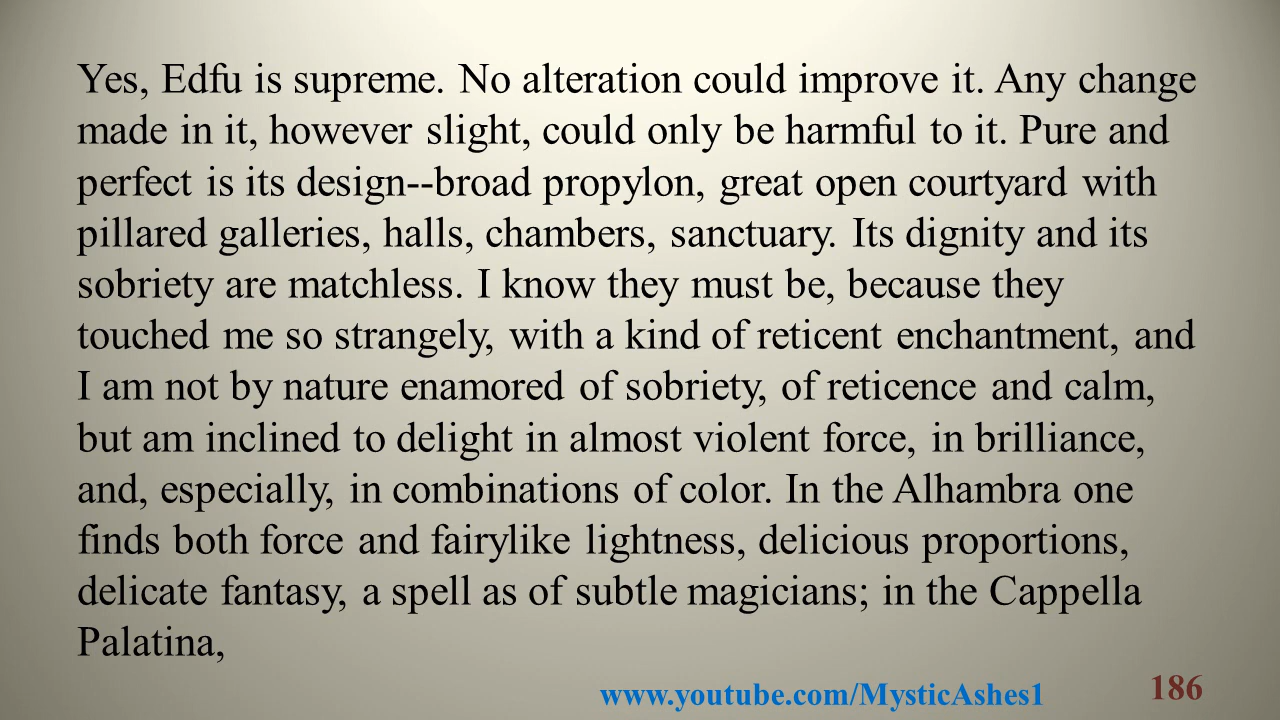 Yes, Edfu is supreme. No alteration could improve it. Any change
made in it, however slight, could only be harmful to it. Pure and
perfect is its design--broad propylon, great open courtyard with
pillared galleries, halls, chambers, sanctuary. Its dignity and its
sobriety are matchless. I know they must be, because they
touched me so strangely, with a kind of reticent enchantment, and
I am not by nature enamored of sobriety, of reticence and calm,
but am inclined to delight in almost violent force, in brilliance,
and, especially, in combinations of color. In the Alhambra one
finds both force and fairylike lightness, delicious proportions,
delicate fantasy, a spell as of subtle magicians; in the Cappella
Palatina,
www.youtube.com/MysticAshes1
186